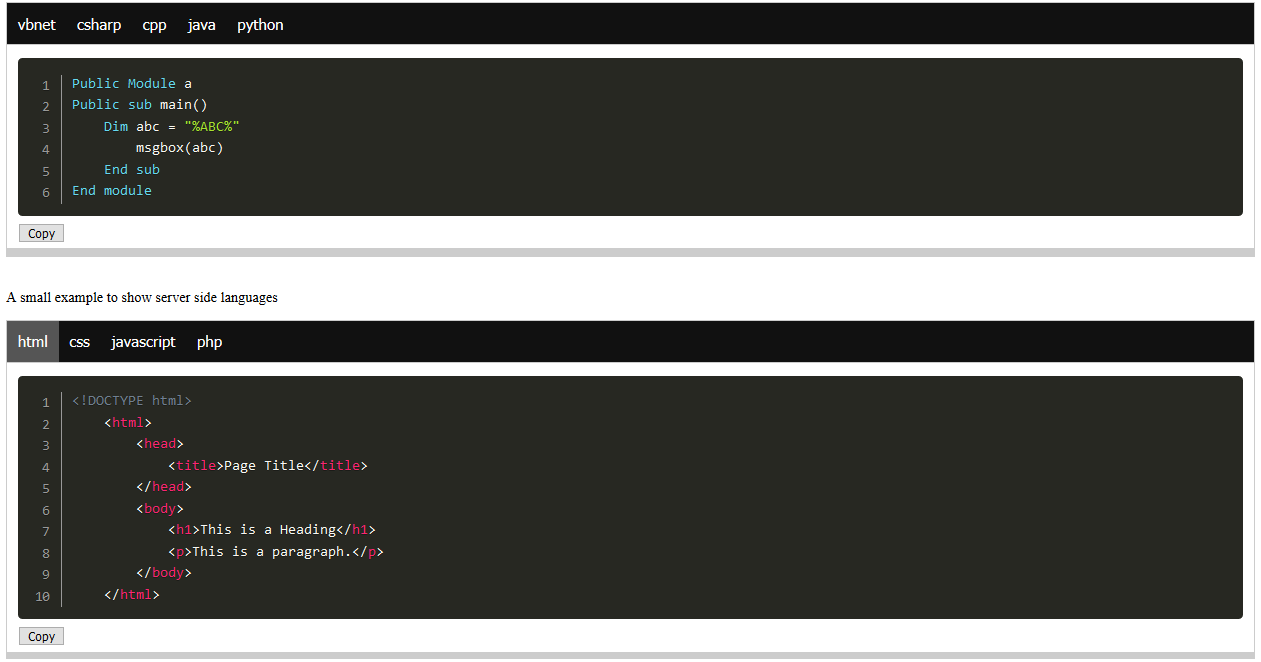 vbnet csharp cpp java python
1 Public Module a
2 Public sub main()
3     Dim abc = "%ABC%"
4         msgbox(abc)
5     End sub
6 End module
Copy
A small example to show server side languages
html css javascript php
1 <!DOCTYPE html>
2     <html>
3         <head>
4             <title>Page Title</title>
5         </head>
6         <body>
7             <h1>This is a Heading</h1>
8             <p>This is a paragraph.</p>
9         </body>
10     </html>
Copy